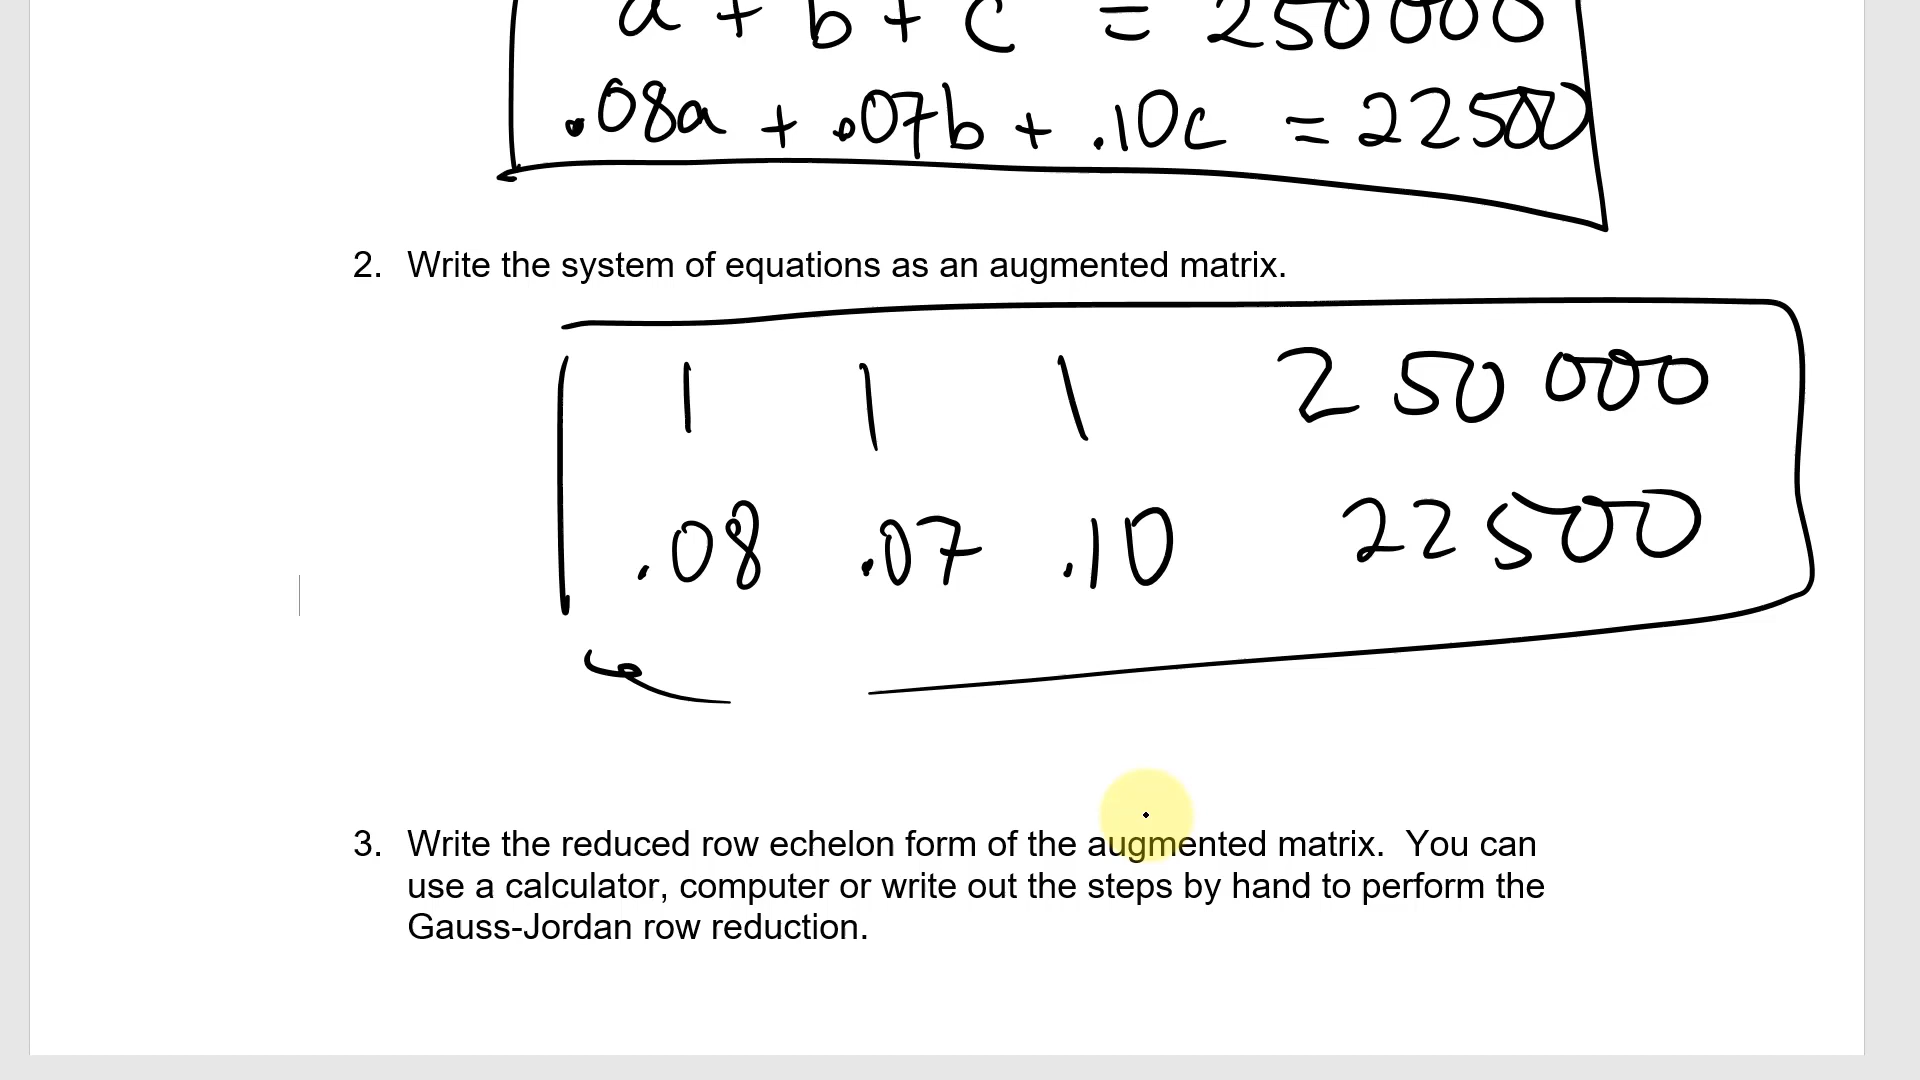 a + b + c = 250000
.08a + .07b + .10c = 22500
2. Write the system of equations as an augmented matrix.
1 1 1 250000
.08 .07 .10 22500
3. Write the reduced row echelon form of the augmented matrix. You can
use a calculator, computer or write out the steps by hand to perform the
Gauss-Jordan row reduction.